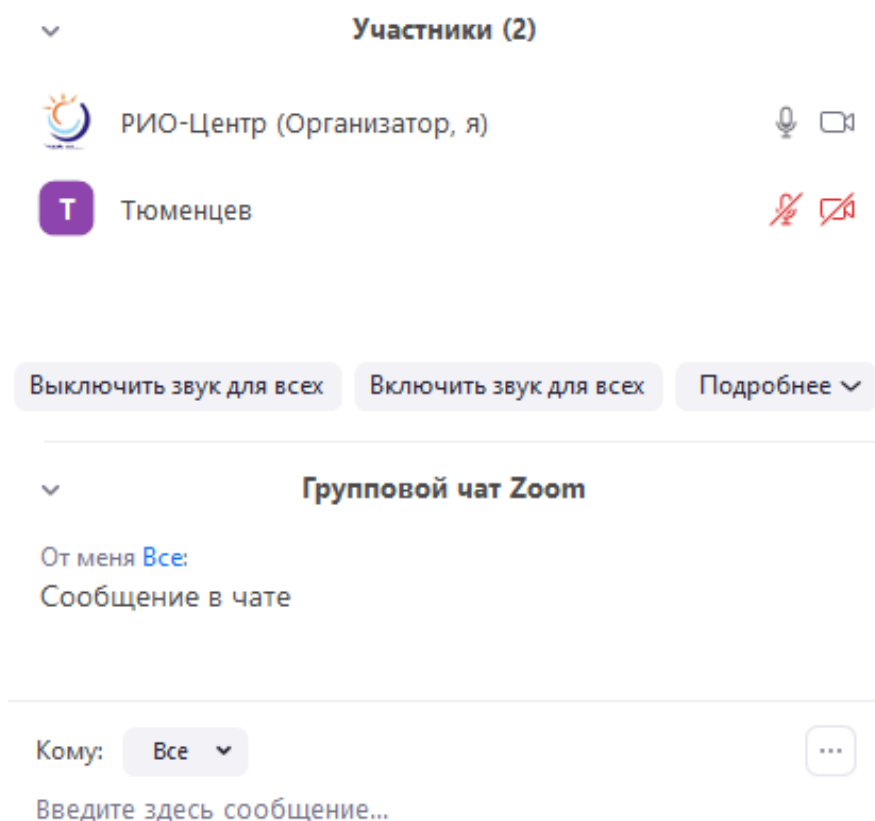 Участники (2)
РИО-Центр (Организатор, я)
Т
Тюменцев
Выключить звук для всех
Включить звук для всех
Подробнее
Групповой чат Zoom
От меня Все:
Сообщение в чате
Кому:
Все
...
Введите здесь сообщение...